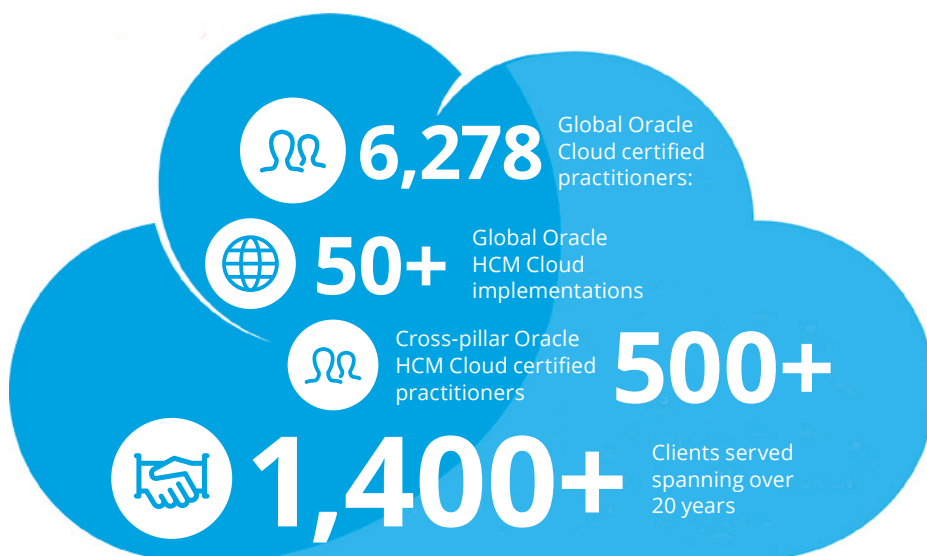 6,278
Global Oracle
Cloud certified
practitioners:
50+
Global Oracle
HCM Cloud
implementations
Cross-pillar Oracle
HCM Cloud certified
practitioners
500+
1,400+
Clients served
spanning over
20 years